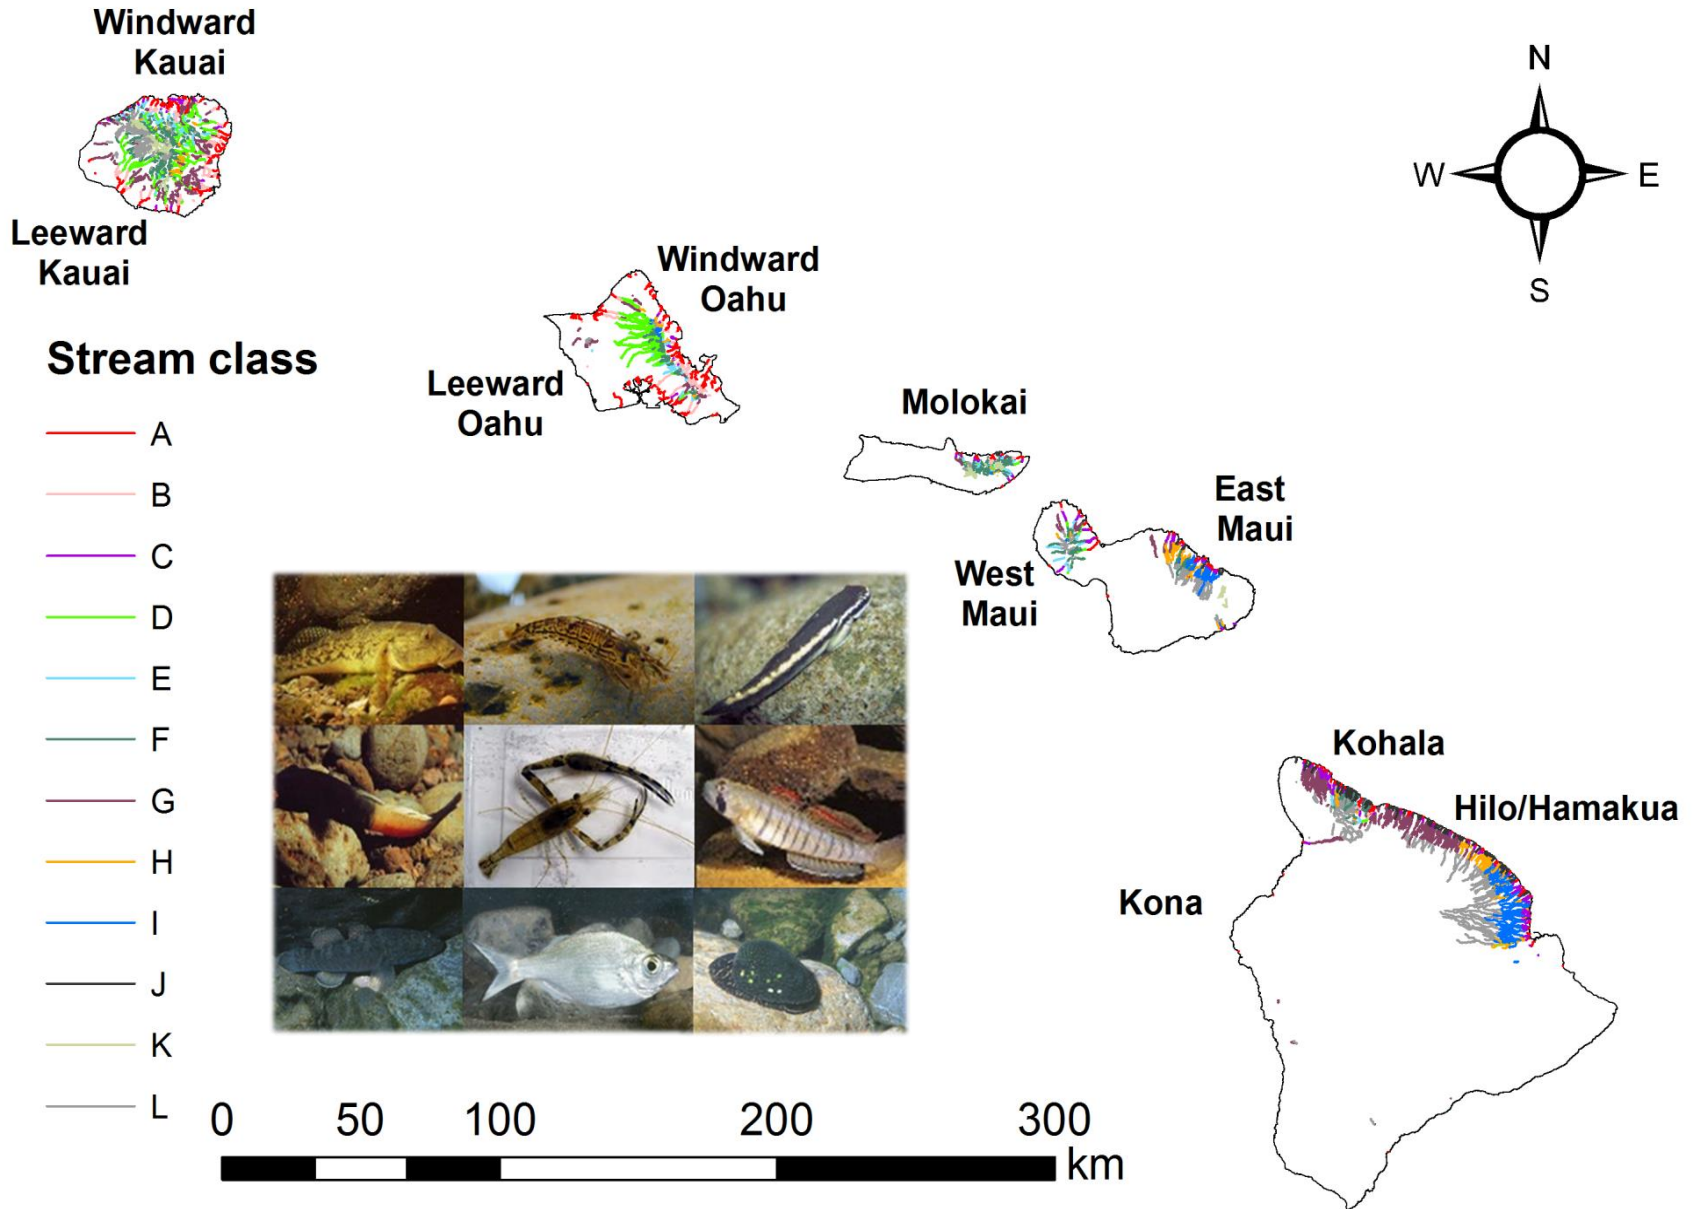 Windward
Kauai
Leeward
Kauai
Windward
Oahu
Leeward
Oahu
Molokai
East
Maui
West
Maui
Kohala
Hilo/Hamakua
Kona
N
W
E
S
Stream class
A
B
C
D
E
F
G
H
I
J
K
L
0 50 100 200 300
km